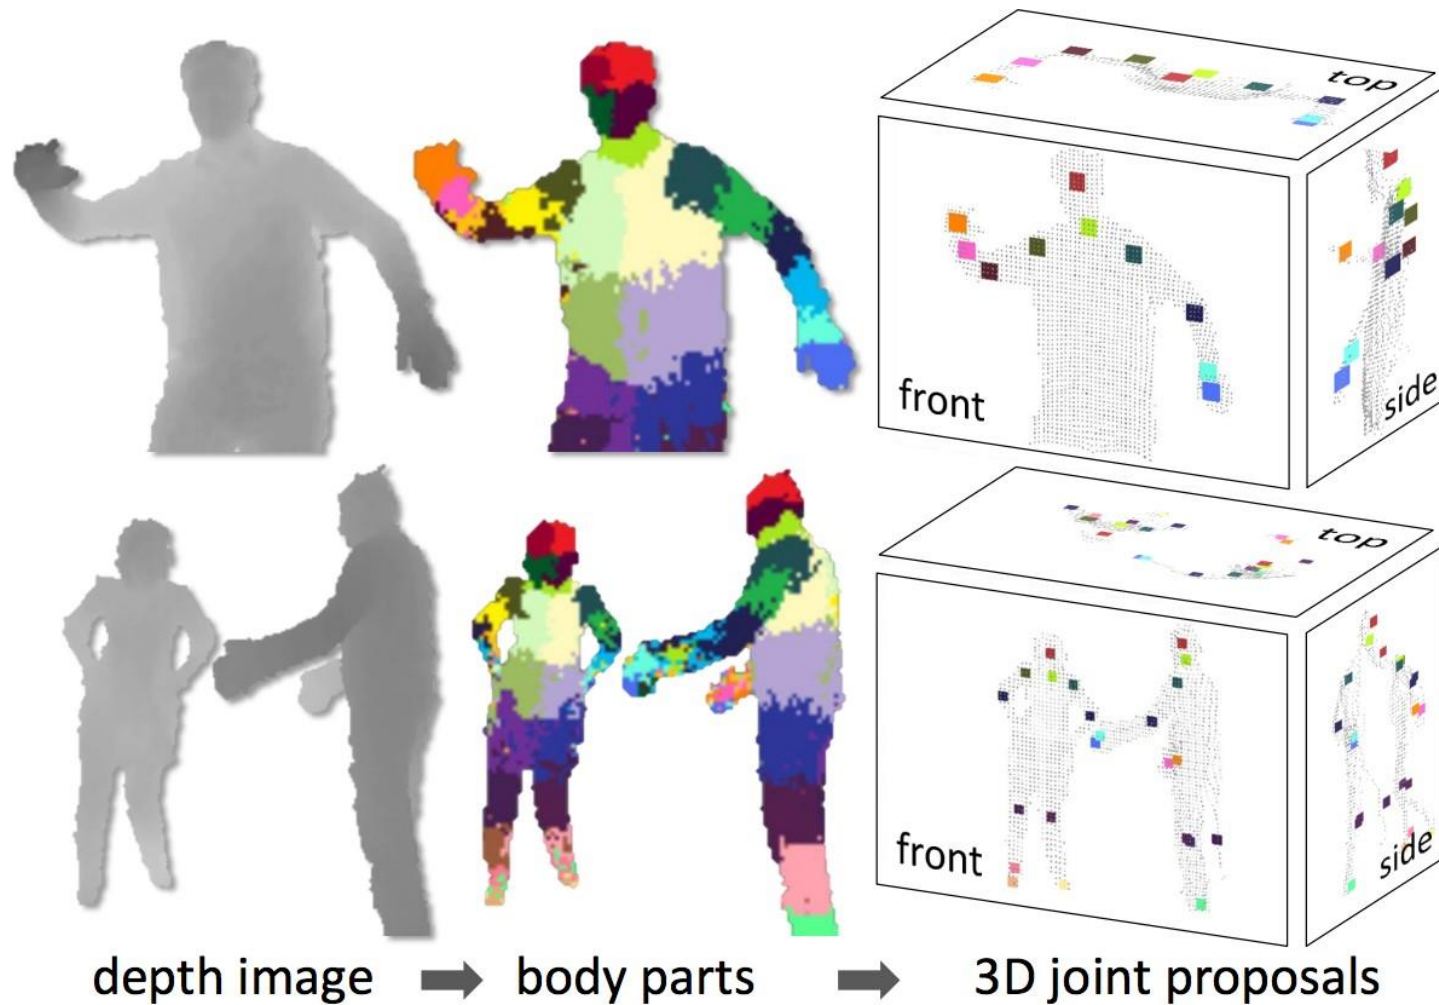 top
front
side
top
front
side
depth image
body parts
3D joint proposals